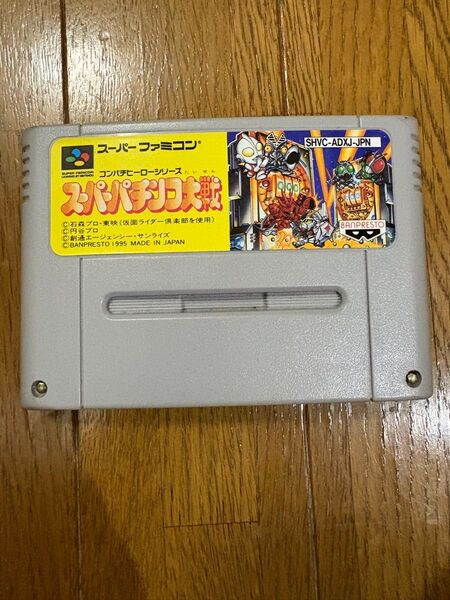 スーパーファミコン
SUPER FAMICOM
コンパチヒーローシリーズ
たいせん
スーパーパチンコ大戦
©石森プロ・東映(仮面ライダー倶楽部を使用)
©円谷プロ
©創通エージェンシー・サンライズ
©BANPRESTO 1995 MADE IN JAPAN
SHVC-ADXJ-JPN
BANPRESTO